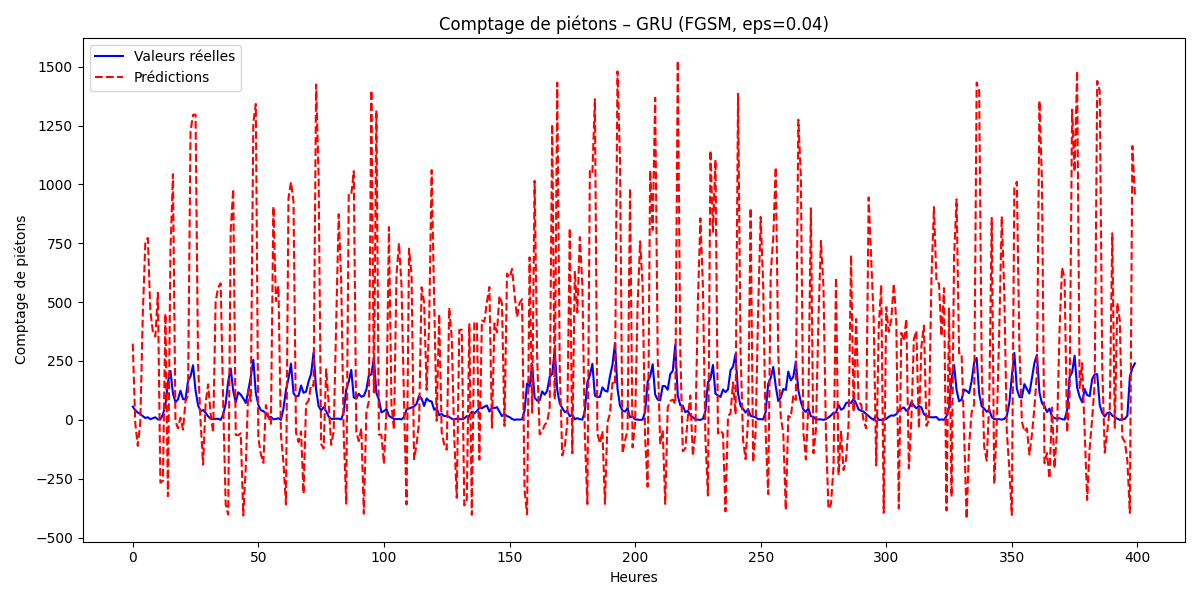 Comptage de piétons – GRU (FGSM, eps=0.04)
Valeurs réelles
Prédictions
Comptage de piétons
1500
1250
1000
750
500
250
0
−250
−500
0 50 100 150 200 250 300 350 400
Heures